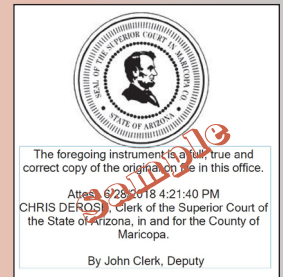 SEAL OF THE SUPERIOR COURT IN MARICOPA CO
STATE OF ARIZONA
Sample
The foregoing instrument is a full, true and
correct copy of the original on file in this office.
Attest 6/28/2018 4:21:40 PM
CHRIS DEROSE, Clerk of the Superior Court of
the State of Arizona, in and for the County of
Maricopa.
By John Clerk, Deputy